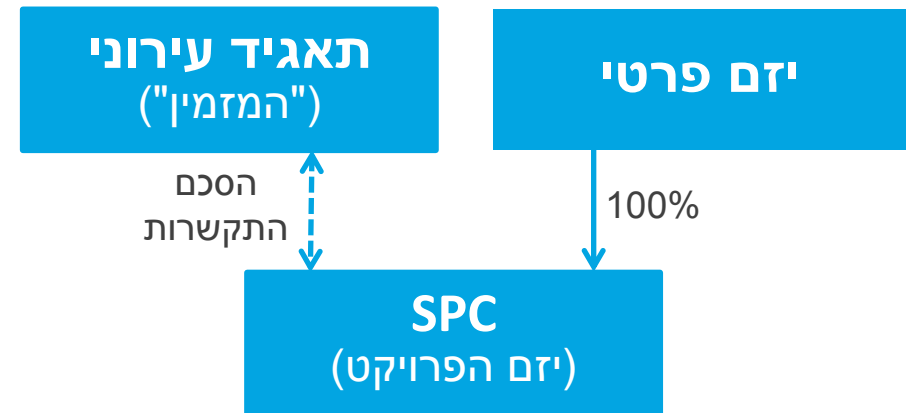 תאגיד עירוני
("המזמין")
יזם פרטי
הסכם
התקשרות
100%
SPC
(יזם הפרויקט)